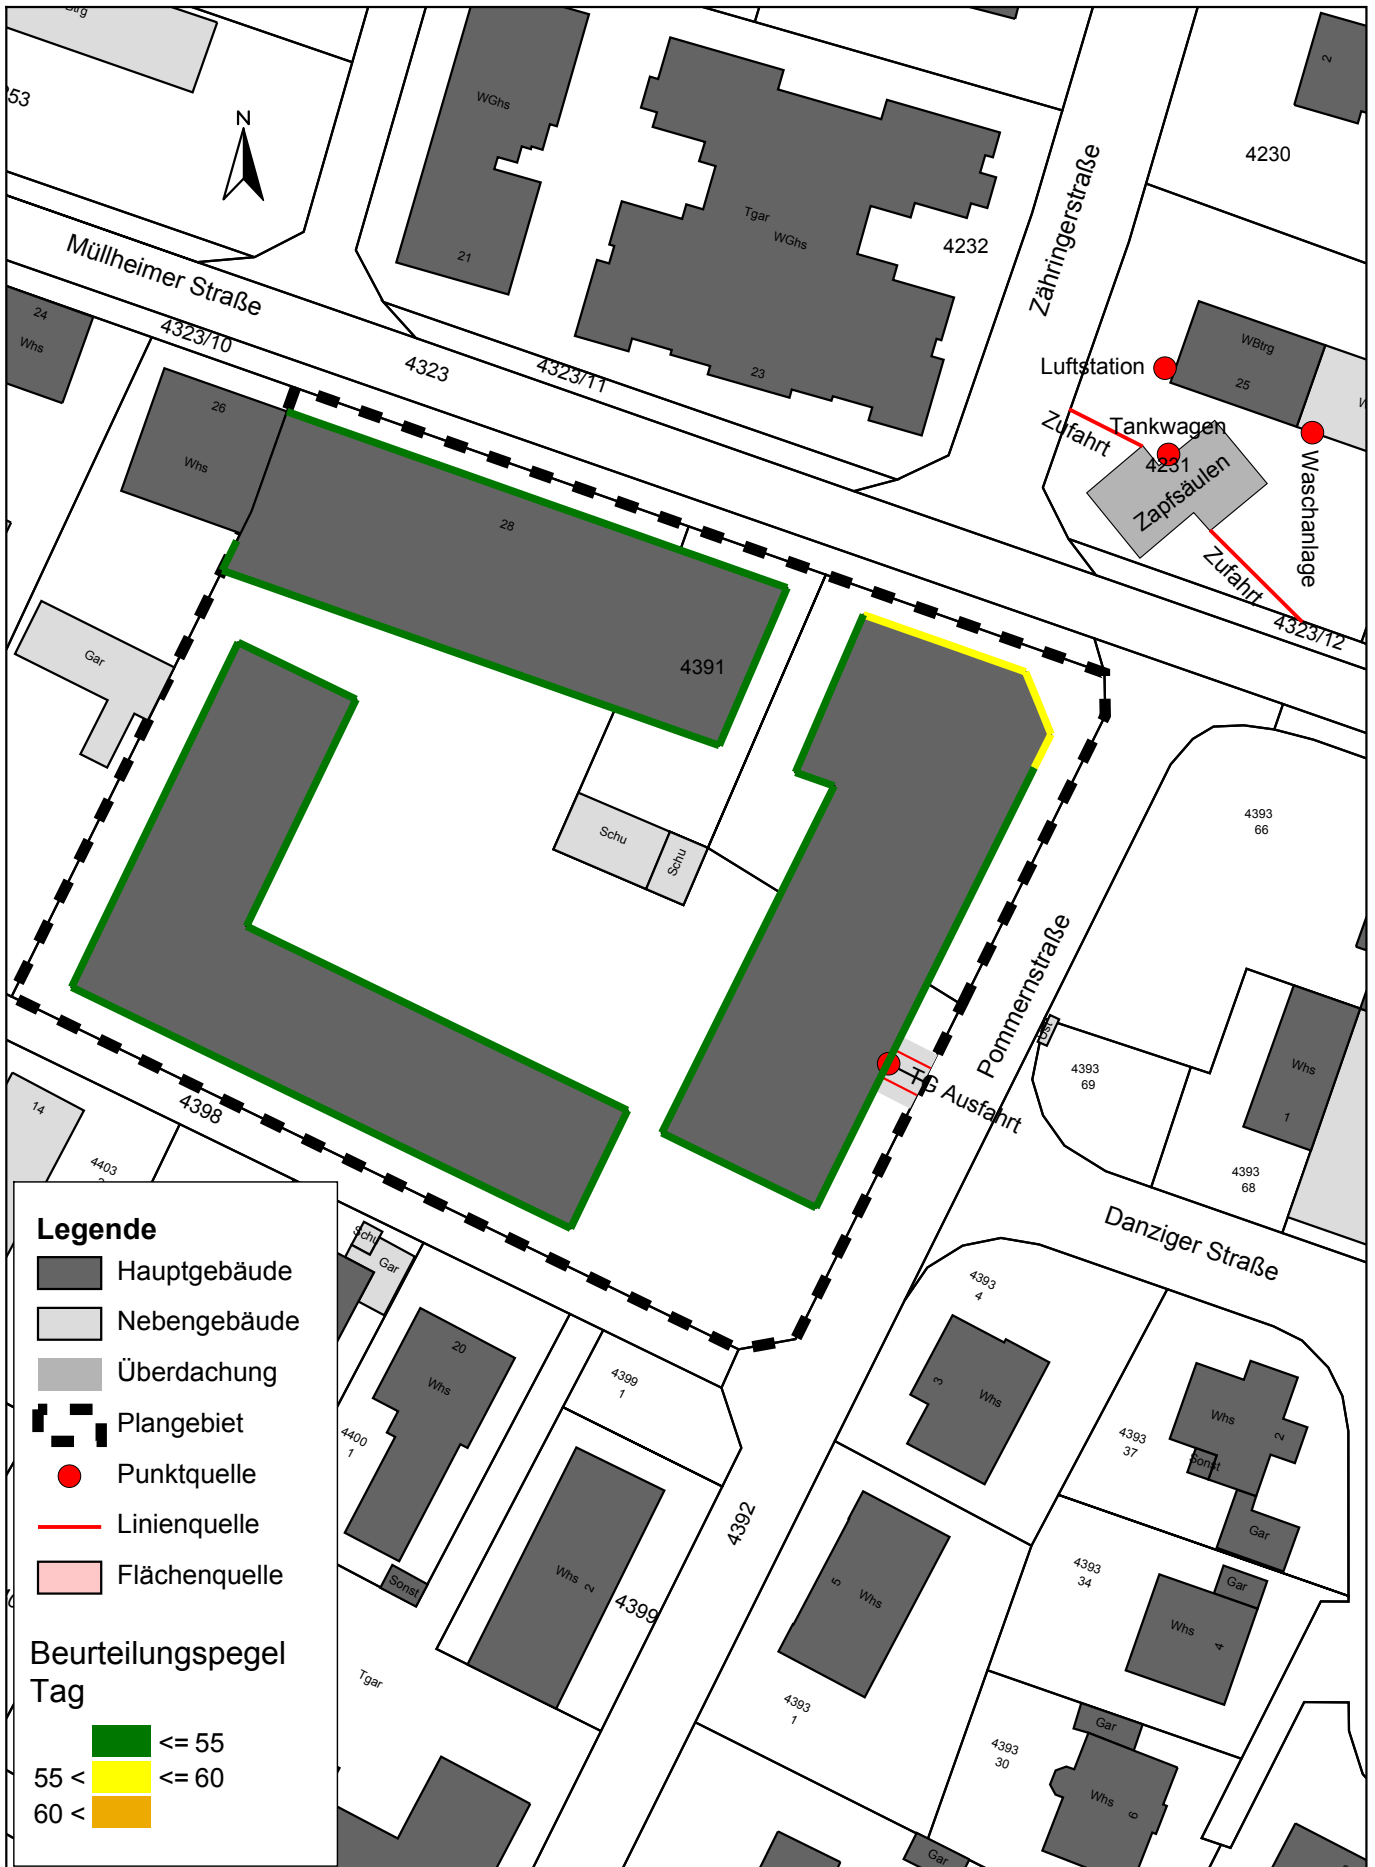 WGhs
2
N
4230
Zähringerstraße
Tgar
WGhs
4232
21
Müllheimer Straße
24
Whs
4323/10
4323
4323/11
23
WBtrg
25
Luftstation
26
Whs
Zufahrt
Tankwagen
4231
Zapfsäulen
Waschanlage
Zufahrt
4323/12
28
Gar
4391
Schu
Schu
4393
66
Pommernstraße
TG Ausfahrt
4393
69
Whs
1
4393
68
Danziger Straße
14
4398
4403
Schu
Gar
20
Whs
4400
1
4399
1
Sonst
Whs 2
4399
4392
4393
4
3
Whs
4393
37
Whs
2
Sonst
Gar
5
Whs
4393
34
Gar
Whs
4
4393
1
4393
30
Gar
Whs
6
Gar
Tgar
Legende
Hauptgebäude
Nebengebäude
Überdachung
Plangebiet
Punktquelle
Linienquelle
Flächenquelle
Beurteilungspegel
Tag
<= 55
55 < <= 60
60 <